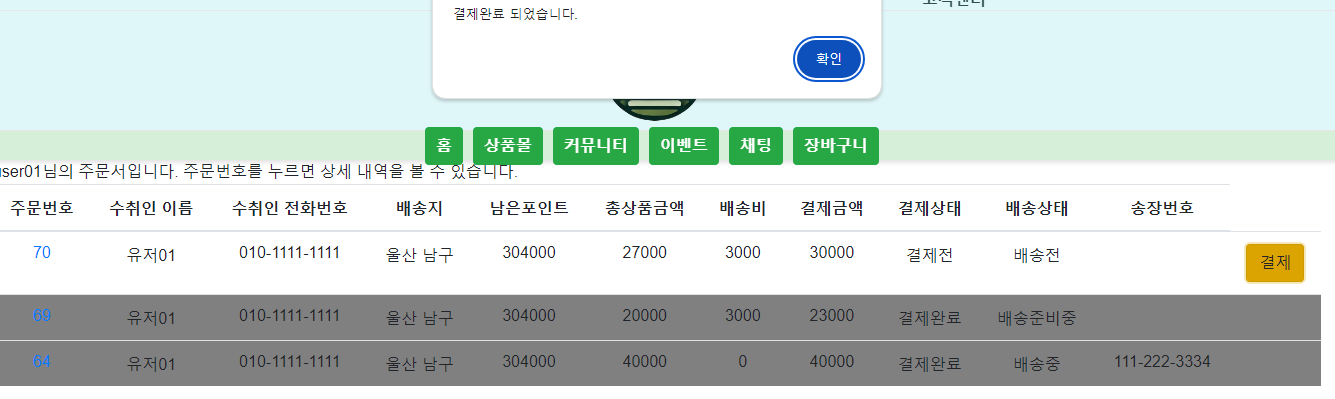 고객센터
결제완료 되었습니다.
확인
홈 상품몰 커뮤니티 이벤트 채팅 장바구니
user01님의 주문서입니다. 주문번호를 누르면 상세 내역을 볼 수 있습니다.
주문번호 수취인 이름 수취인 전화번호 배송지 남은포인트 총상품금액 배송비 결제금액 결제상태 배송상태 송장번호
70 유저01 010-1111-1111 울산 남구 304000 27000 3000 30000 결제전 배송전 결제
69 유저01 010-1111-1111 울산 남구 304000 20000 3000 23000 결제완료 배송준비중
64 유저01 010-1111-1111 울산 남구 304000 40000 0 40000 결제완료 배송중 111-222-3334